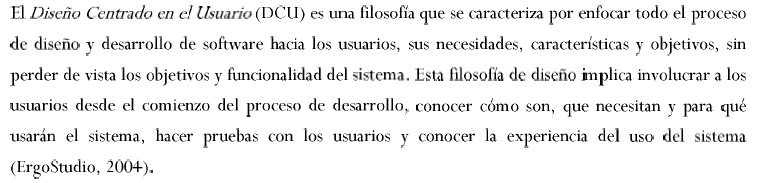 El Diseño Centrado en el Usuario (DCU) es una filosofía que se caracteriza por enfocar todo el proceso
de diseño y desarrollo de software hacia los usuarios, sus necesidades, características y objetivos, sin
perder de vista los objetivos y funcionalidad del sistema. Esta filosofía de diseño implica involucrar a los
usuarios desde el comienzo del proceso de desarrollo, conocer cómo son, que necesitan y para qué
usarán el sistema, hacer pruebas con los usuarios y conocer la experiencia del uso del sistema
(ErgoStudio, 2004).